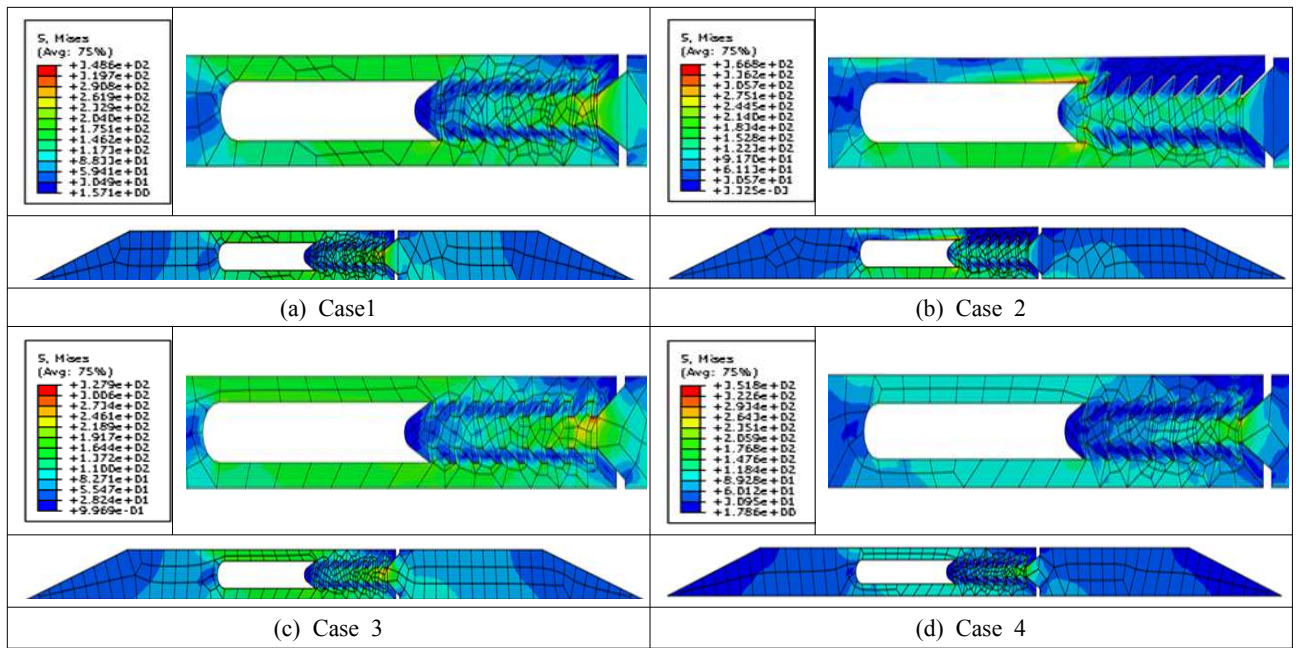 S, Mises
(Avg: 75%)
+3.486e+02
+3.197e+02
+2.908e+02
+2.619e+02
+2.329e+02
+2.040e+02
+1.751e+02
+1.462e+02
+1.173e+02
+8.833e+01
+5.941e+01
+3.049e+01
+1.571e+00
(a) Case1
S, Mises
(Avg: 75%)
+3.668e+02
+3.362e+02
+3.057e+02
+2.751e+02
+2.445e+02
+2.140e+02
+1.834e+02
+1.528e+02
+1.223e+02
+9.170e+01
+6.113e+01
+3.057e+01
+3.325e-03
(b) Case 2
S, Mises
(Avg: 75%)
+3.279e+02
+3.006e+02
+2.734e+02
+2.461e+02
+2.189e+02
+1.917e+02
+1.644e+02
+1.372e+02
+1.100e+02
+8.271e+01
+5.547e+01
+2.824e+01
+9.969e-01
(c) Case 3
S, Mises
(Avg: 75%)
+3.518e+02
+3.226e+02
+2.934e+02
+2.643e+02
+2.351e+02
+2.059e+02
+1.768e+02
+1.476e+02
+1.184e+02
+8.928e+01
+6.012e+01
+3.095e+01
+1.786e+00
(d) Case 4